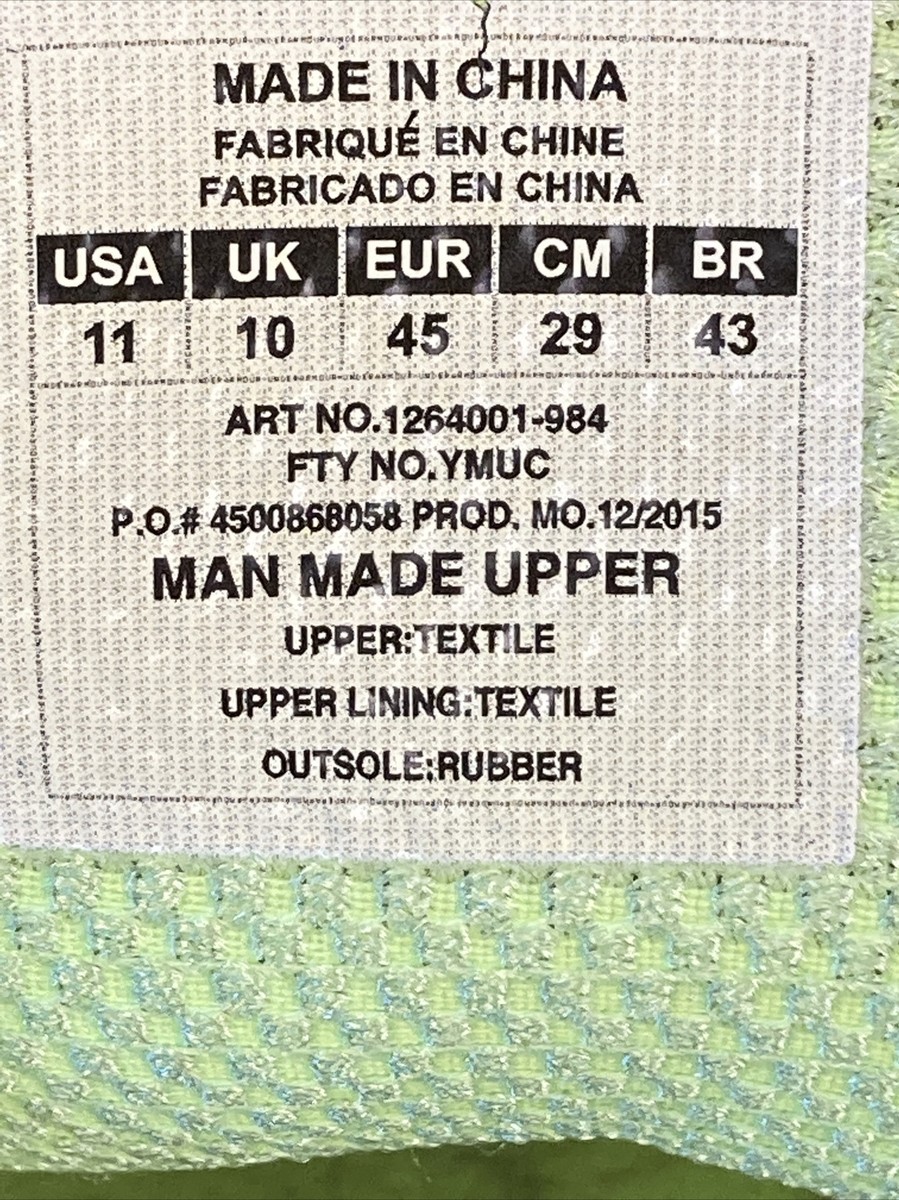 MADE IN CHINA
FABRIQUÉ EN CHINE
FABRICADO EN CHINA
USA UK EUR CM BR
11 10 45 29 43
ART NO.1264001-984
FTY NO.YMUC
P.O.# 4500868058 PROD. MO.12/2015
MAN MADE UPPER
UPPER:TEXTILE
UPPER LINING:TEXTILE
OUTSOLE:RUBBER